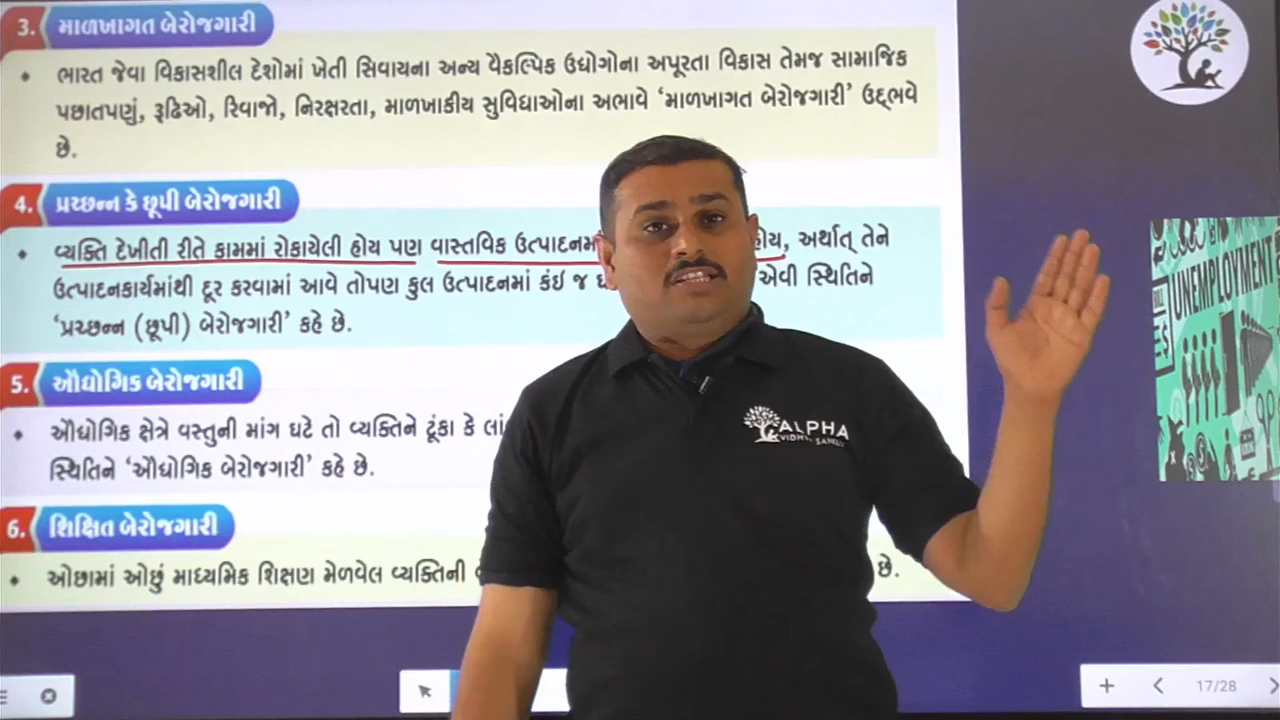 3. માળખાગત બેરોજગારી
• ભારત જેવા વિકાસશીલ દેશોમાં ખેતી સિવાયના અન્ય વૈકલ્પિક ઉદ્યોગોના અપૂરતા વિકાસ તેમજ સામાજિક
પછાતપણું, રૂઢિઓ, રિવાજો, નિરક્ષરતા, માળખાકીય સુવિધાઓના અભાવે ‘માળખાગત બેરોજગારી’ ઉદ્ભવે
છે.
4. પ્રચ્છન્ન કે છૂપી બેરોજગારી
• વ્યક્તિ દેખીતી રીતે કામમાં રોકાયેલી હોય પણ વાસ્તવિક ઉત્પાદનમાં હોય, અર્થાત્ તેને
ઉત્પાદનકાર્યમાંથી દૂર કરવામાં આવે તોપણ કુલ ઉત્પાદનમાં કંઈ જ એવી સ્થિતિને
‘પ્રચ્છન્ન (છૂપી) બેરોજગારી’ કહે છે.
5. ઔદ્યોગિક બેરોજગારી
• ઔદ્યોગિક ક્ષેત્રે વસ્તુની માંગ ઘટે તો વ્યક્તિને ટૂંકા કે
સ્થિતિને ‘ઔદ્યોગિક બેરોજગારી’ કહે છે.
6. શિક્ષિત બેરોજગારી
• ઓછામાં ઓછું માધ્યમિક શિક્ષણ મેળવેલ વ્યક્તિની છે.
UNEMPLOYMENT
ALPHA
VIDHYA SANKUL
17/28